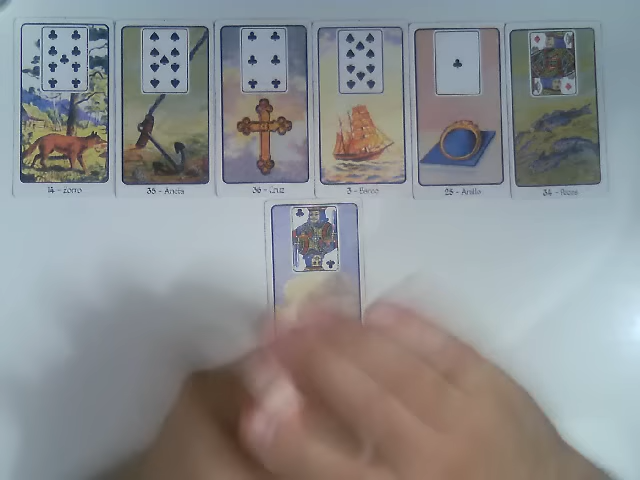 14 - Zorro
35 - Ancla
36 - Cruz
3 - Barco
25 - Anillo
34 - Peces